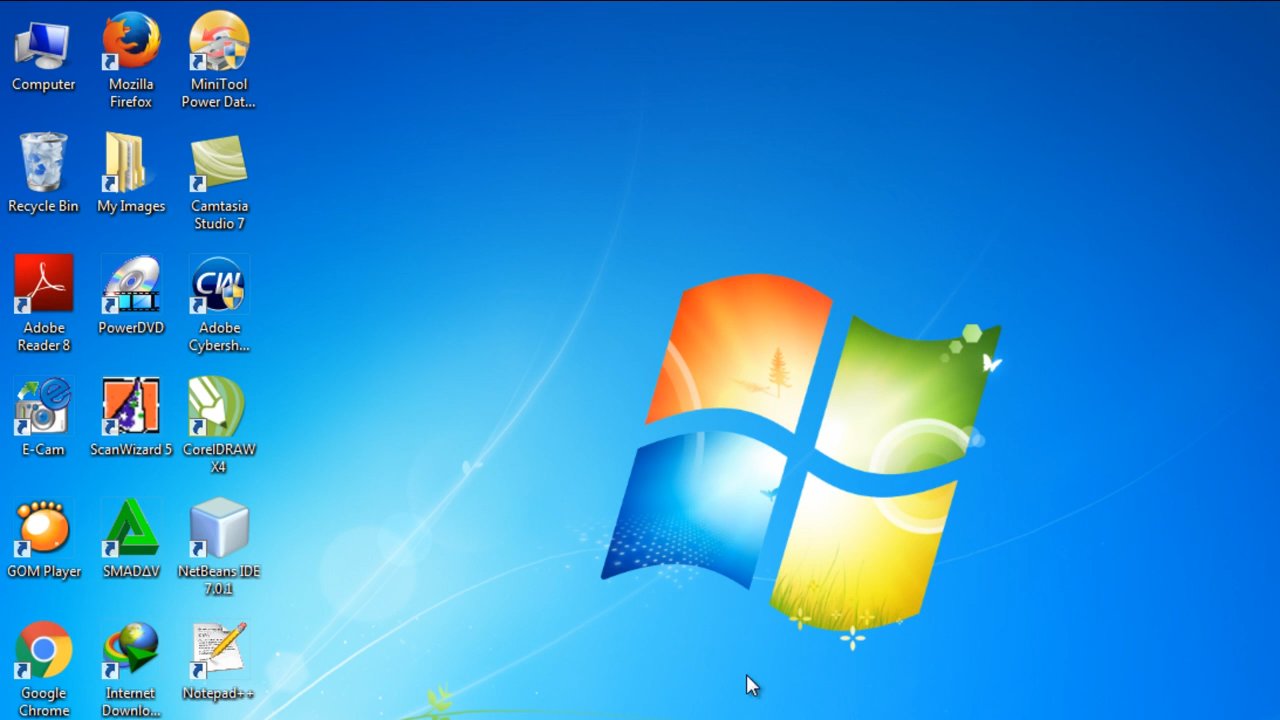 Computer
Mozilla
Firefox
MiniTool
Power Dat...
Recycle Bin
My Images
Camtasia
Studio 7
Adobe
Reader 8
PowerDVD
CW
Adobe
Cybersh...
E-Cam
ScanWizard 5
CorelDRAW
X4
GOM Player
SMADΔV
NetBeans IDE
7.0.1
Google
Chrome
Internet
Downlo...
Notepad++